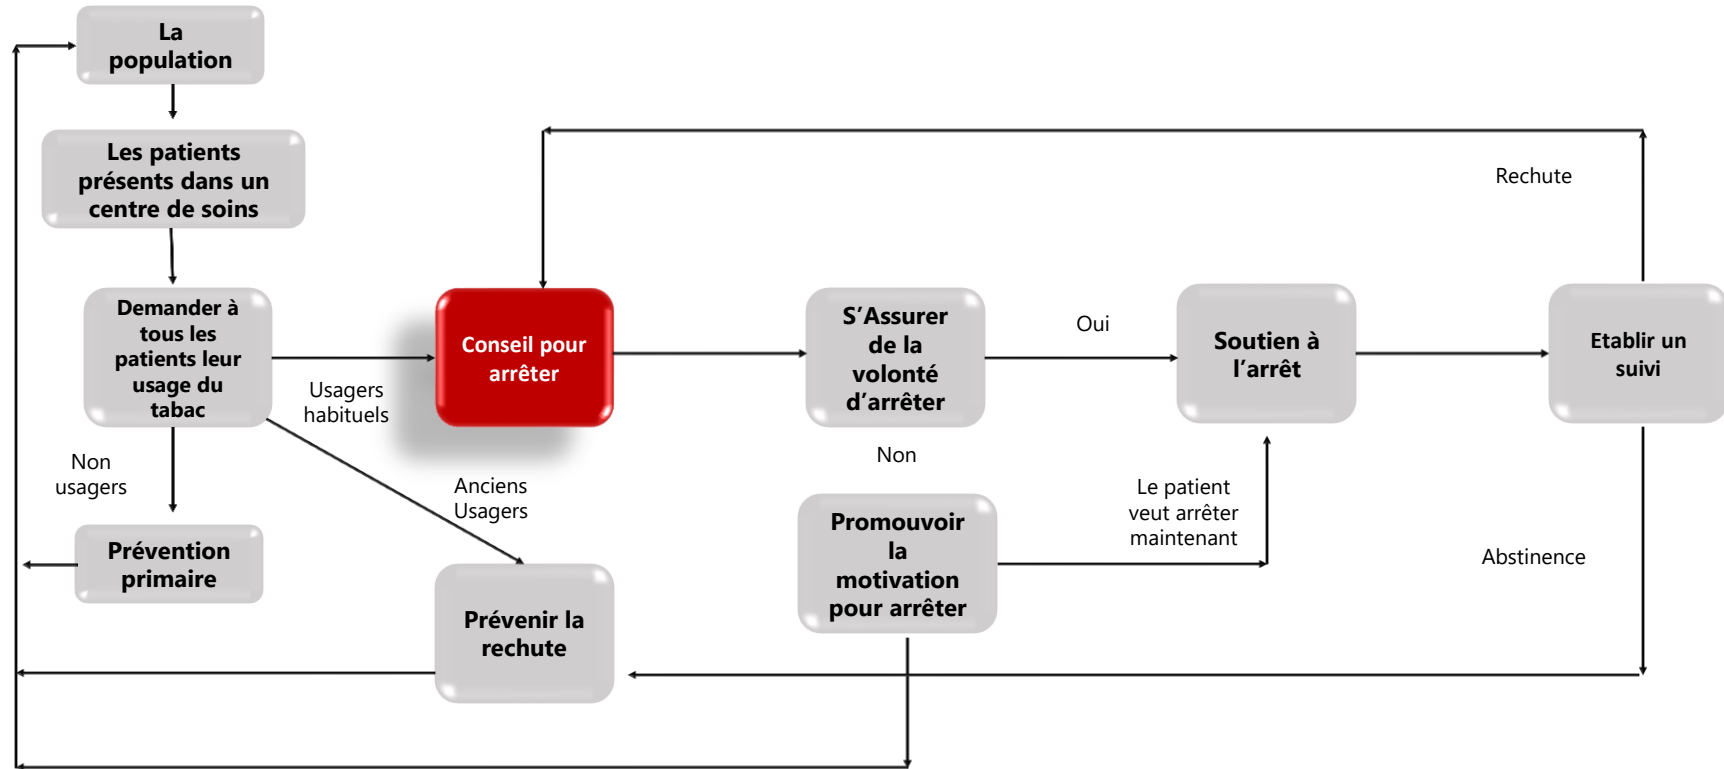 La
population
Les patients
présents dans un
centre de soins
Rechute
Demander à
tous les
patients leur
usage du
tabac
Usagers
habituels
Conseil pour
arrêter
S’Assurer
de la
volonté
d’arrêter
Oui
Soutien à
l’arrêt
Etablir un
suivi
Non
usagers
Anciens
Usagers
Non
Le patient
veut arrêter
maintenant
Prévention
primaire
Prévenir la
rechute
Promouvoir
la
motivation
pour arrêter
Abstinence